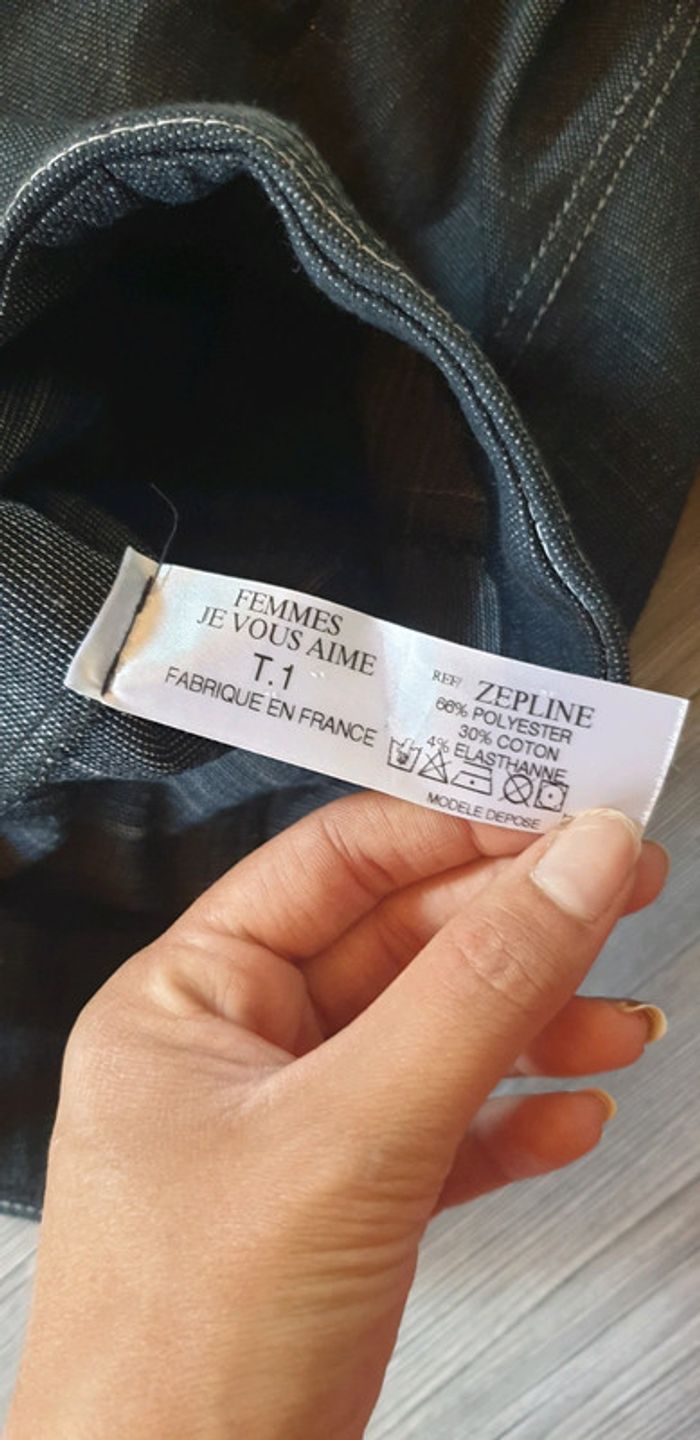 FEMMES
JE VOUS AIME
T.1
FABRIQUE EN FRANCE
REF/ ZEPLINE
66% POLYESTER
30% COTON
4% ELASTHANNE
MODELE DEPOSE